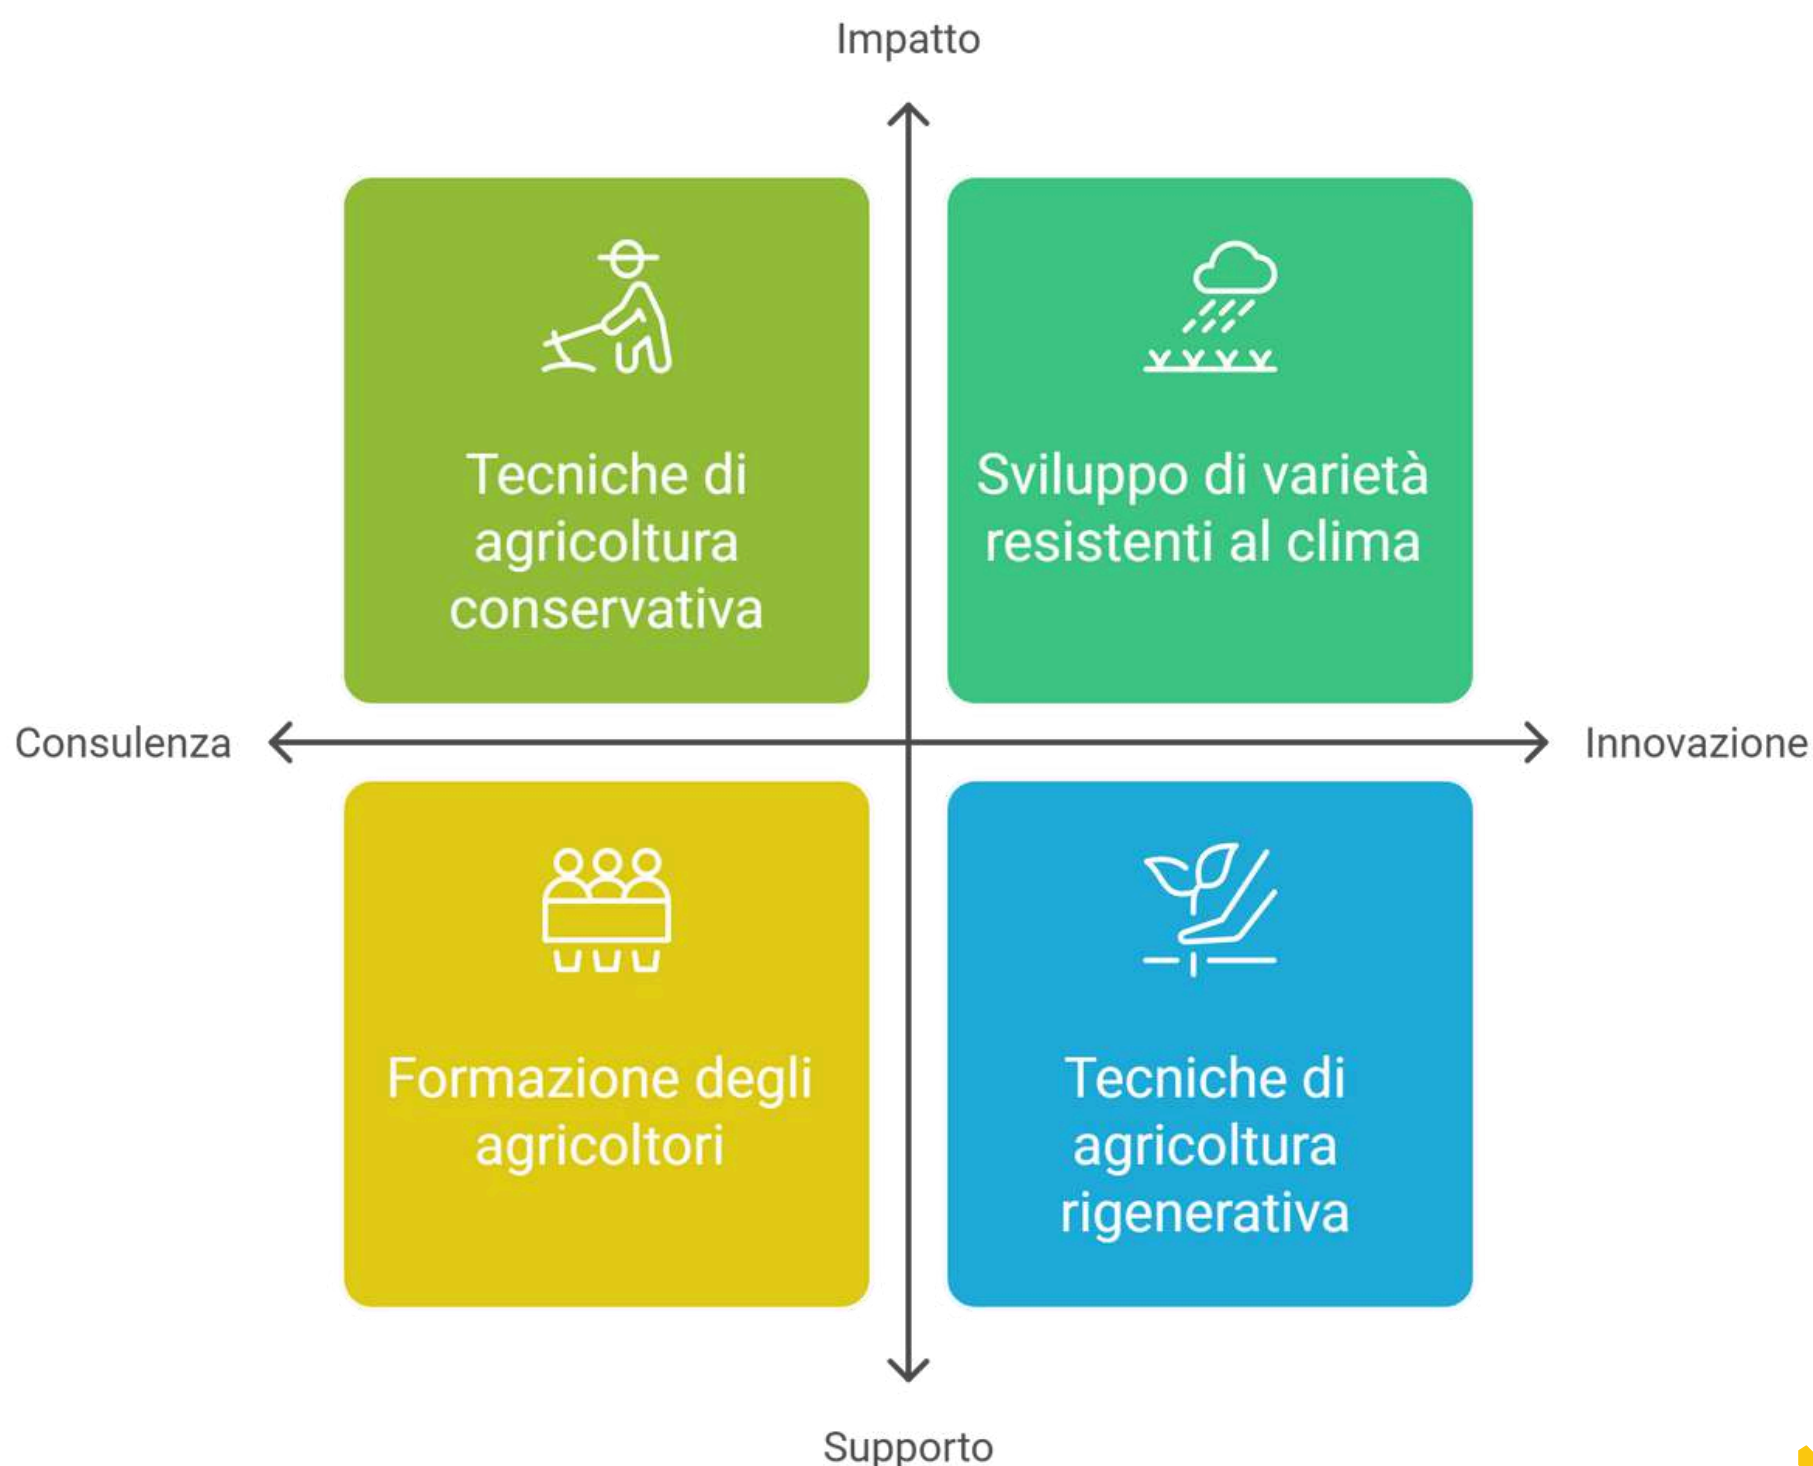 Impatto
Tecniche di
agricoltura
conservativa
Sviluppo di varietà
resistenti al clima
Consulenza
Innovazione
Formazione degli
agricoltori
Tecniche di
agricoltura
rigenerativa
Supporto